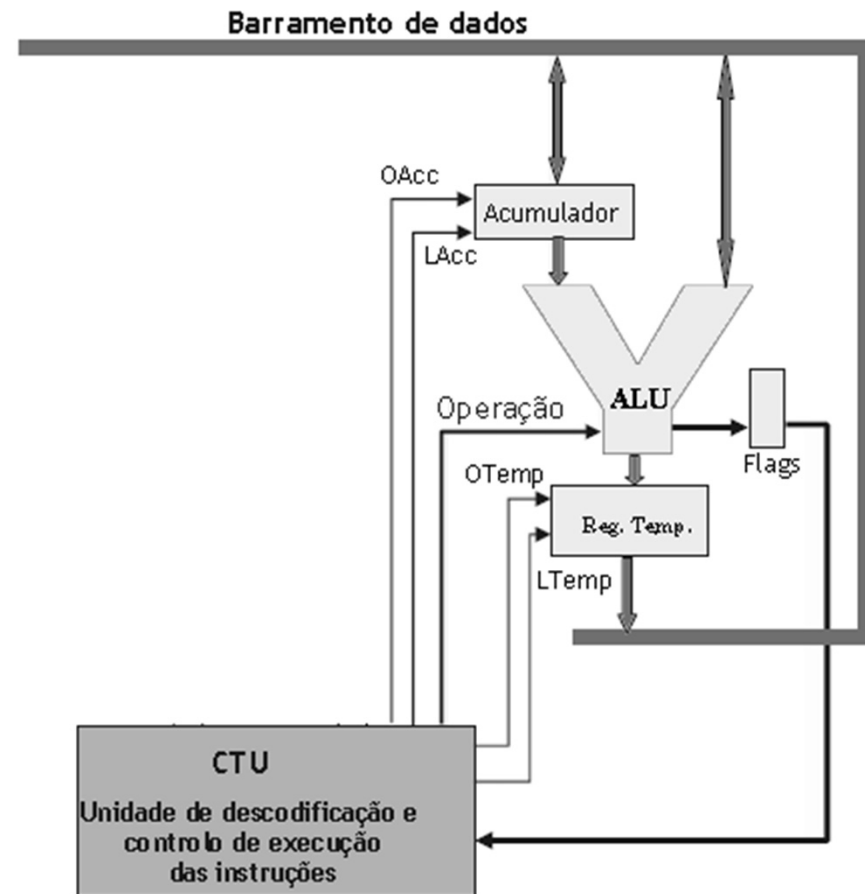 Barramento de dados
OAcc
Acumulador
LAcc
ALU
Operação
Flags
OTemp
Reg. Temp.
LTemp
CTU
Unidade de descodificação e
controlo de execução
das instruções